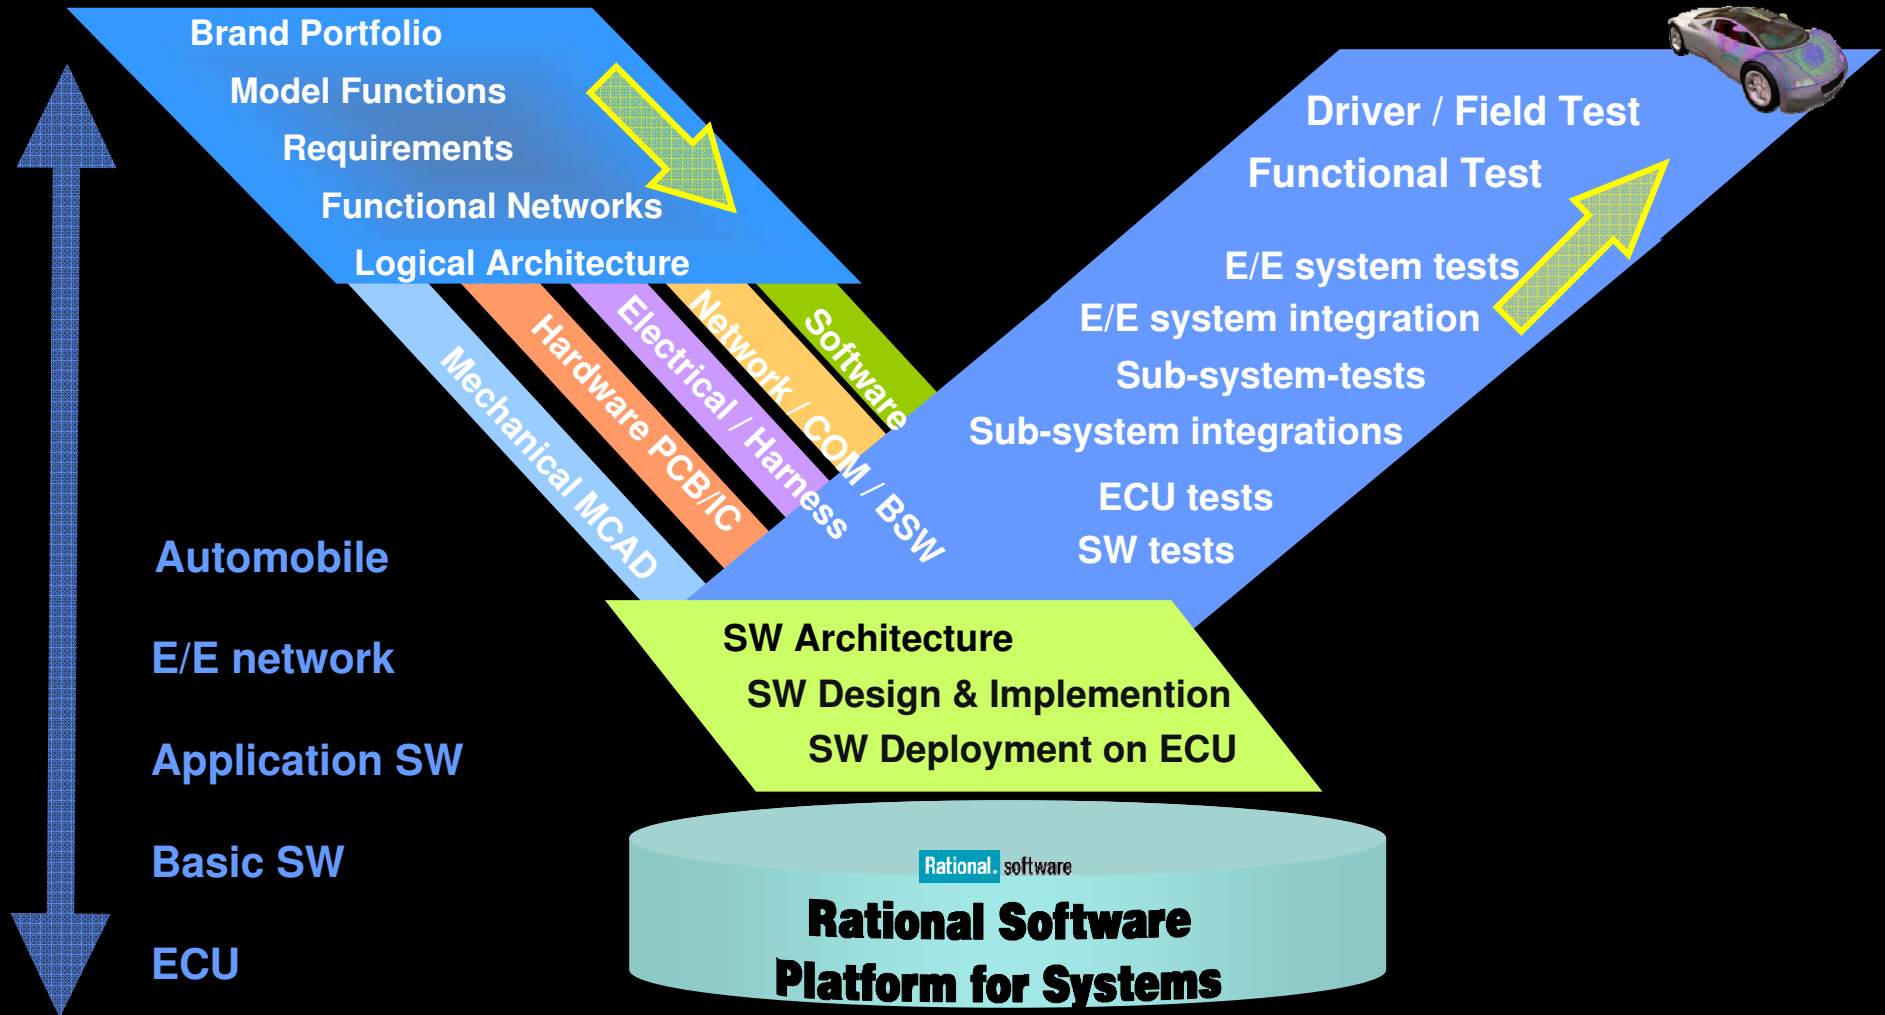 Brand Portfolio
Model Functions
Requirements
Functional Networks
Logical Architecture
Mechanical MCAD
Hardware PCB/IC
Electrical / Harness
Network / COM / BSW
Software
Driver / Field Test
Functional Test
E/E system tests
E/E system integration
Sub-system-tests
Sub-system integrations
ECU tests
SW tests
Automobile
E/E network
Application SW
Basic SW
ECU
SW Architecture
SW Design & Implemention
SW Deployment on ECU
Rational. software
Rational Software
Platform for Systems